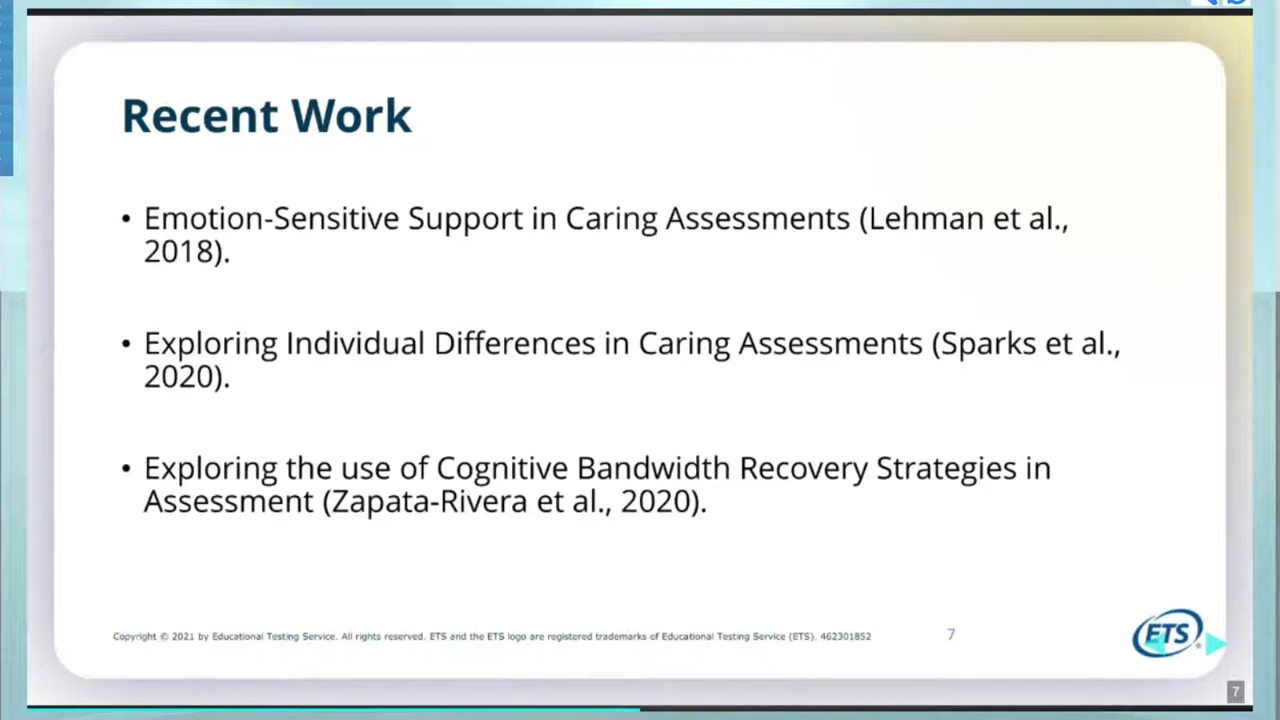 Recent Work
• Emotion-Sensitive Support in Caring Assessments (Lehman et al.,
2018).
• Exploring Individual Differences in Caring Assessments (Sparks et al.,
2020).
• Exploring the use of Cognitive Bandwidth Recovery Strategies in
Assessment (Zapata-Rivera et al., 2020).
Copyright © 2021 by Educational Testing Service. All rights reserved. ETS and the ETS logo are registered trademarks of Educational Testing Service (ETS). 462301852
7
ETS®
7